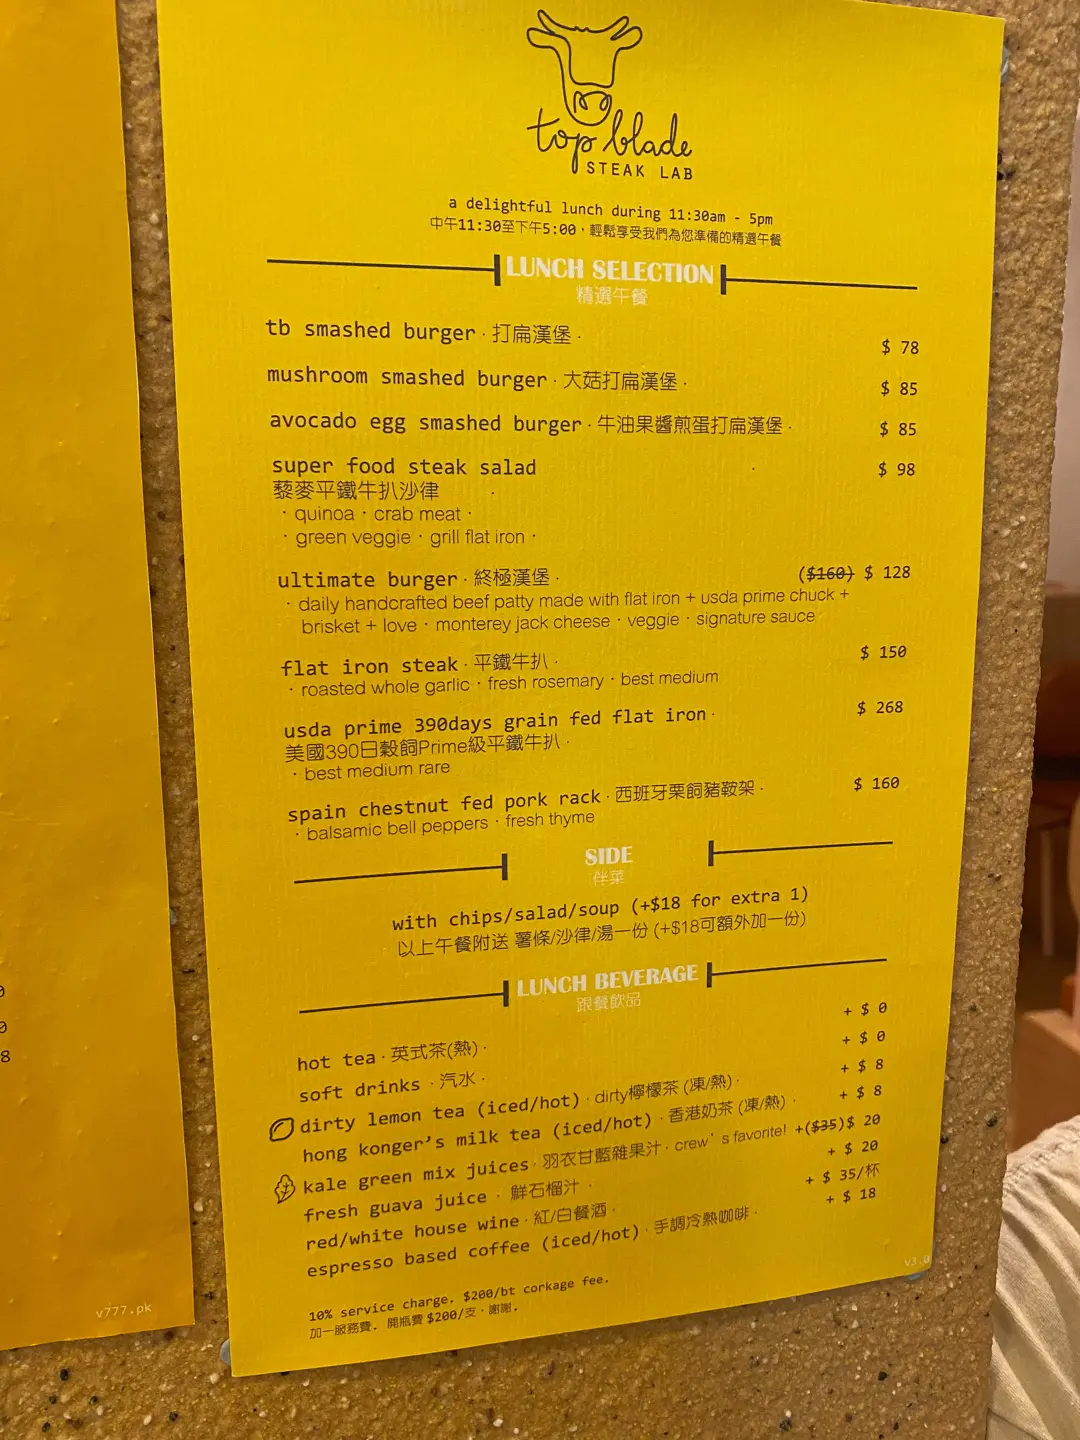 top blade
STEAK LAB
a delightful lunch during 11:30am - 5pm
中午11:30至下午5:00，輕鬆享受我們為您準備的精選午餐
LUNCH SELECTION
精選午餐
tb smashed burger · 打扁漢堡 · $ 78
mushroom smashed burger · 大菇打扁漢堡 · $ 85
avocado egg smashed burger · 牛油果醬煎蛋打扁漢堡 · $ 85
super food steak salad $ 98
藜麥平鐵牛扒沙律
· quinoa · crab meat ·
· green veggie · grill flat iron ·
ultimate burger · 終極漢堡 · ($160) $ 128
· daily handcrafted beef patty made with flat iron + usda prime chuck +
brisket + love · monterey jack cheese · veggie · signature sauce
flat iron steak · 平鐵牛扒 · $ 150
· roasted whole garlic · fresh rosemary · best medium
usda prime 390days grain fed flat iron · $ 268
美國390日穀飼Prime級平鐵牛扒 ·
· best medium rare
spain chestnut fed pork rack · 西班牙栗飼豬鞍架 · $ 160
· balsamic bell peppers · fresh thyme
SIDE
伴菜
with chips/salad/soup (+$18 for extra 1)
以上午餐附送 薯條/沙律/湯一份 (+$18可額外加一份)
LUNCH BEVERAGE
跟餐飲品
hot tea · 英式茶(熱) · + $ 0
soft drinks · 汽水 · + $ 0
dirty lemon tea (iced/hot) · dirty檸檬茶 (凍/熱) · + $ 8
hong konger's milk tea (iced/hot) · 香港奶茶 (凍/熱) · + $ 8
kale green mix juices · 羽衣甘藍雜果汁 · crew's favorite! +($35)$ 20
fresh guava juice · 鮮石榴汁 · + $ 20
red/white house wine · 紅/白餐酒 · + $ 35/杯
espresso based coffee (iced/hot) · 手調冷熱咖啡 · + $ 18
10% service charge. $200/bt corkage fee.
加一服務費. 開瓶費 $200/支，謝謝.
v3.0
0
0
8
v777.pk